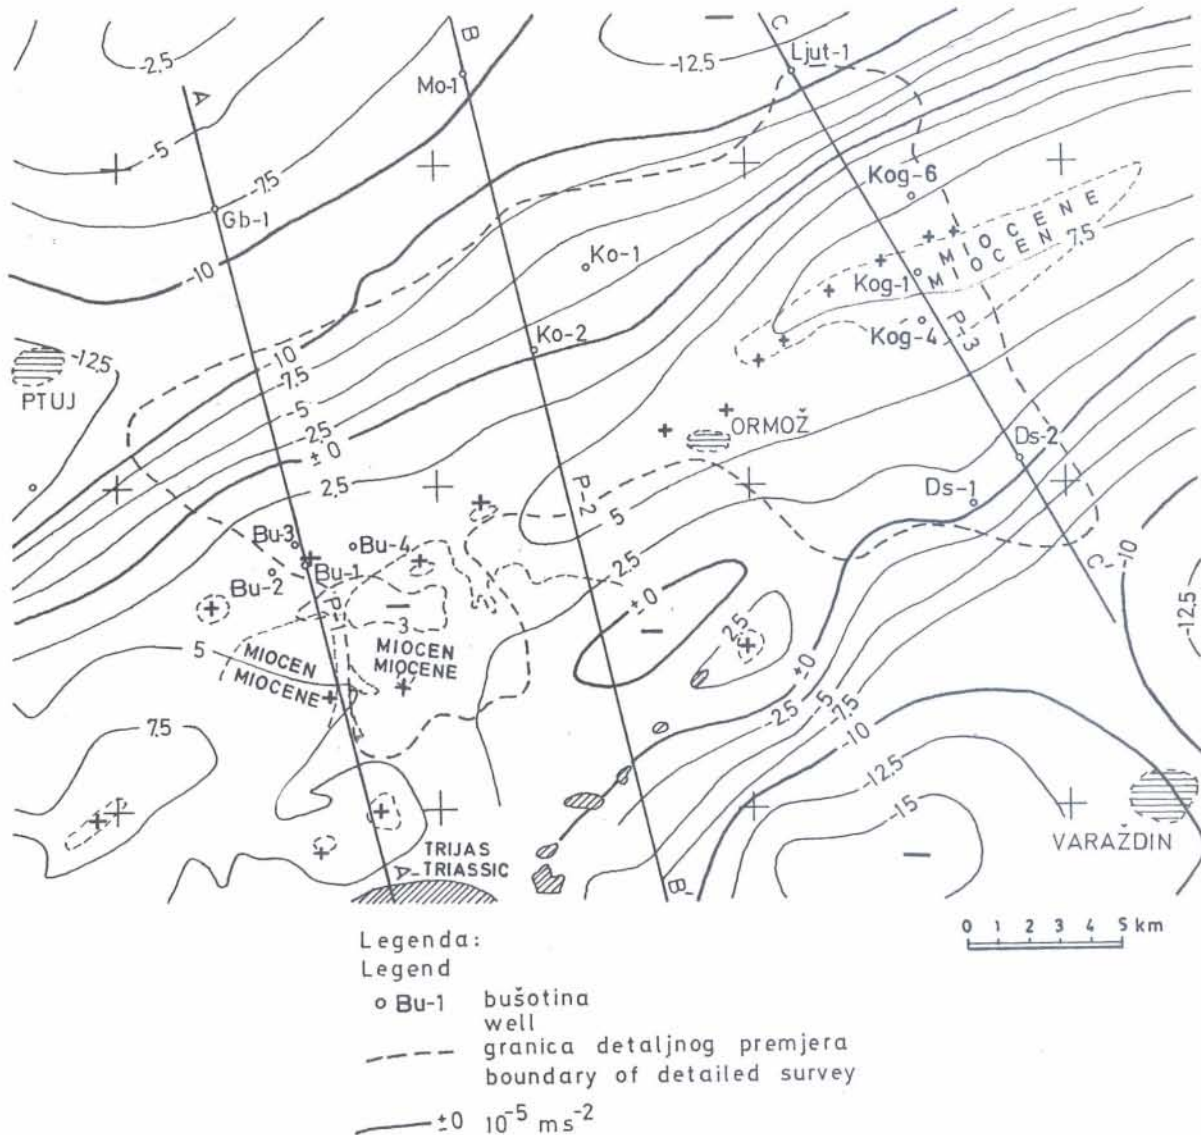 -2,5
-5
-7,5
-10
A
Gb-1
B
Mo-1
-12,5
C
Ljut-1
Kog-6
MIOCENE
MIOCEN
7,5
Kog-1
Kog-4
P-3
Ko-1
Ko-2
-12,5
PTUJ
-10
-7,5
-5
2,5
±0
2,5
ORMOŽ
Ds-2
Ds-1
P-2
5
2,5
±0
2,5
±0
-2,5
-5
-7,5
-10
-12,5
-15
C'
-10
-12,5
Bu-3
Bu-4
Bu-1
Bu-2
3
MIOCEN
MIOCENE
5
MIOCEN
MIOCENE
7,5
TRIJAS
TRIASSIC
B'
VARAŽDIN
0 1 2 3 4 5 km
Legenda:
Legend
Bu-1 bušotina
well
granica detaljnog premjera
boundary of detailed survey
±0 10⁻⁵ ms⁻²